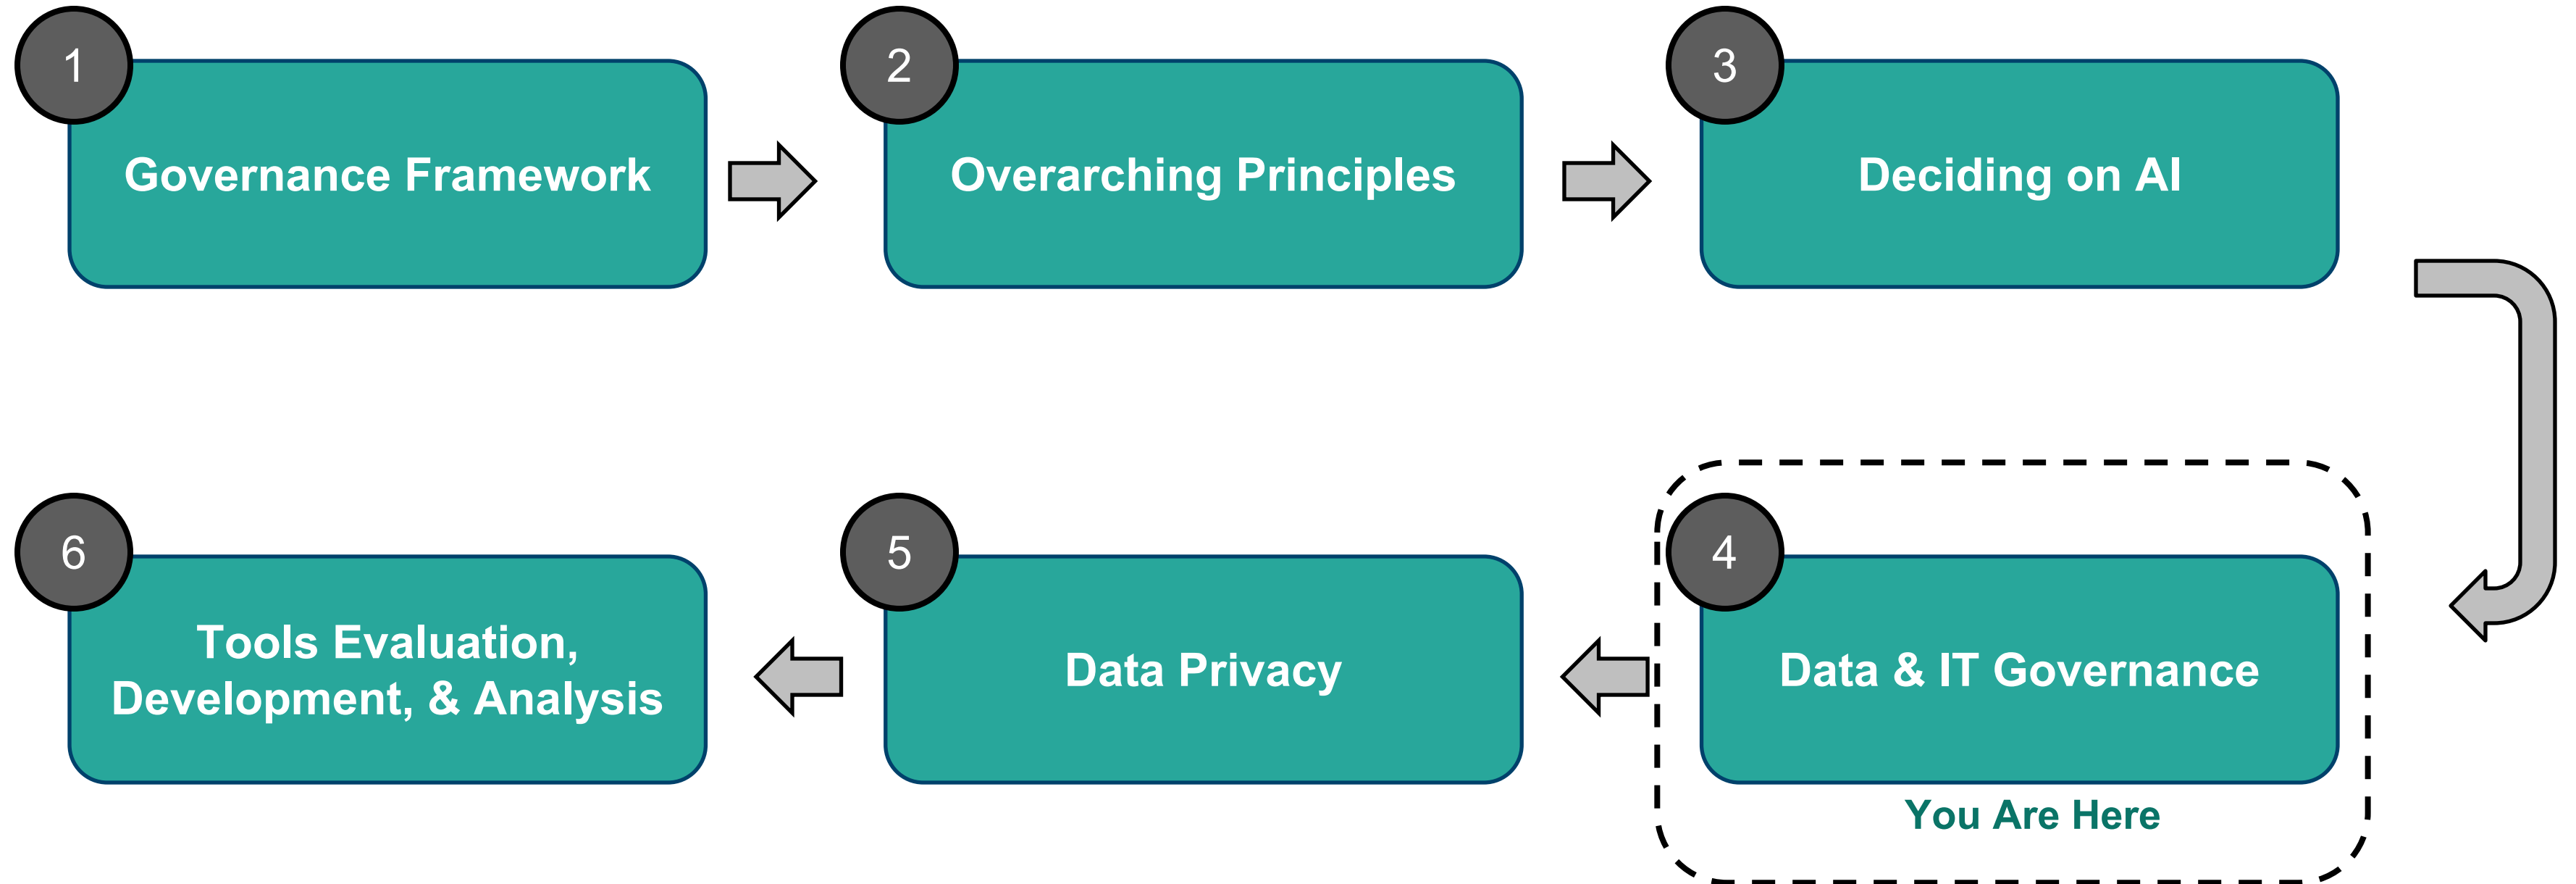 1
Governance Framework
2
Overarching Principles
3
Deciding on AI
4
Data & IT Governance
You Are Here
5
Data Privacy
6
Tools Evaluation,
Development, & Analysis